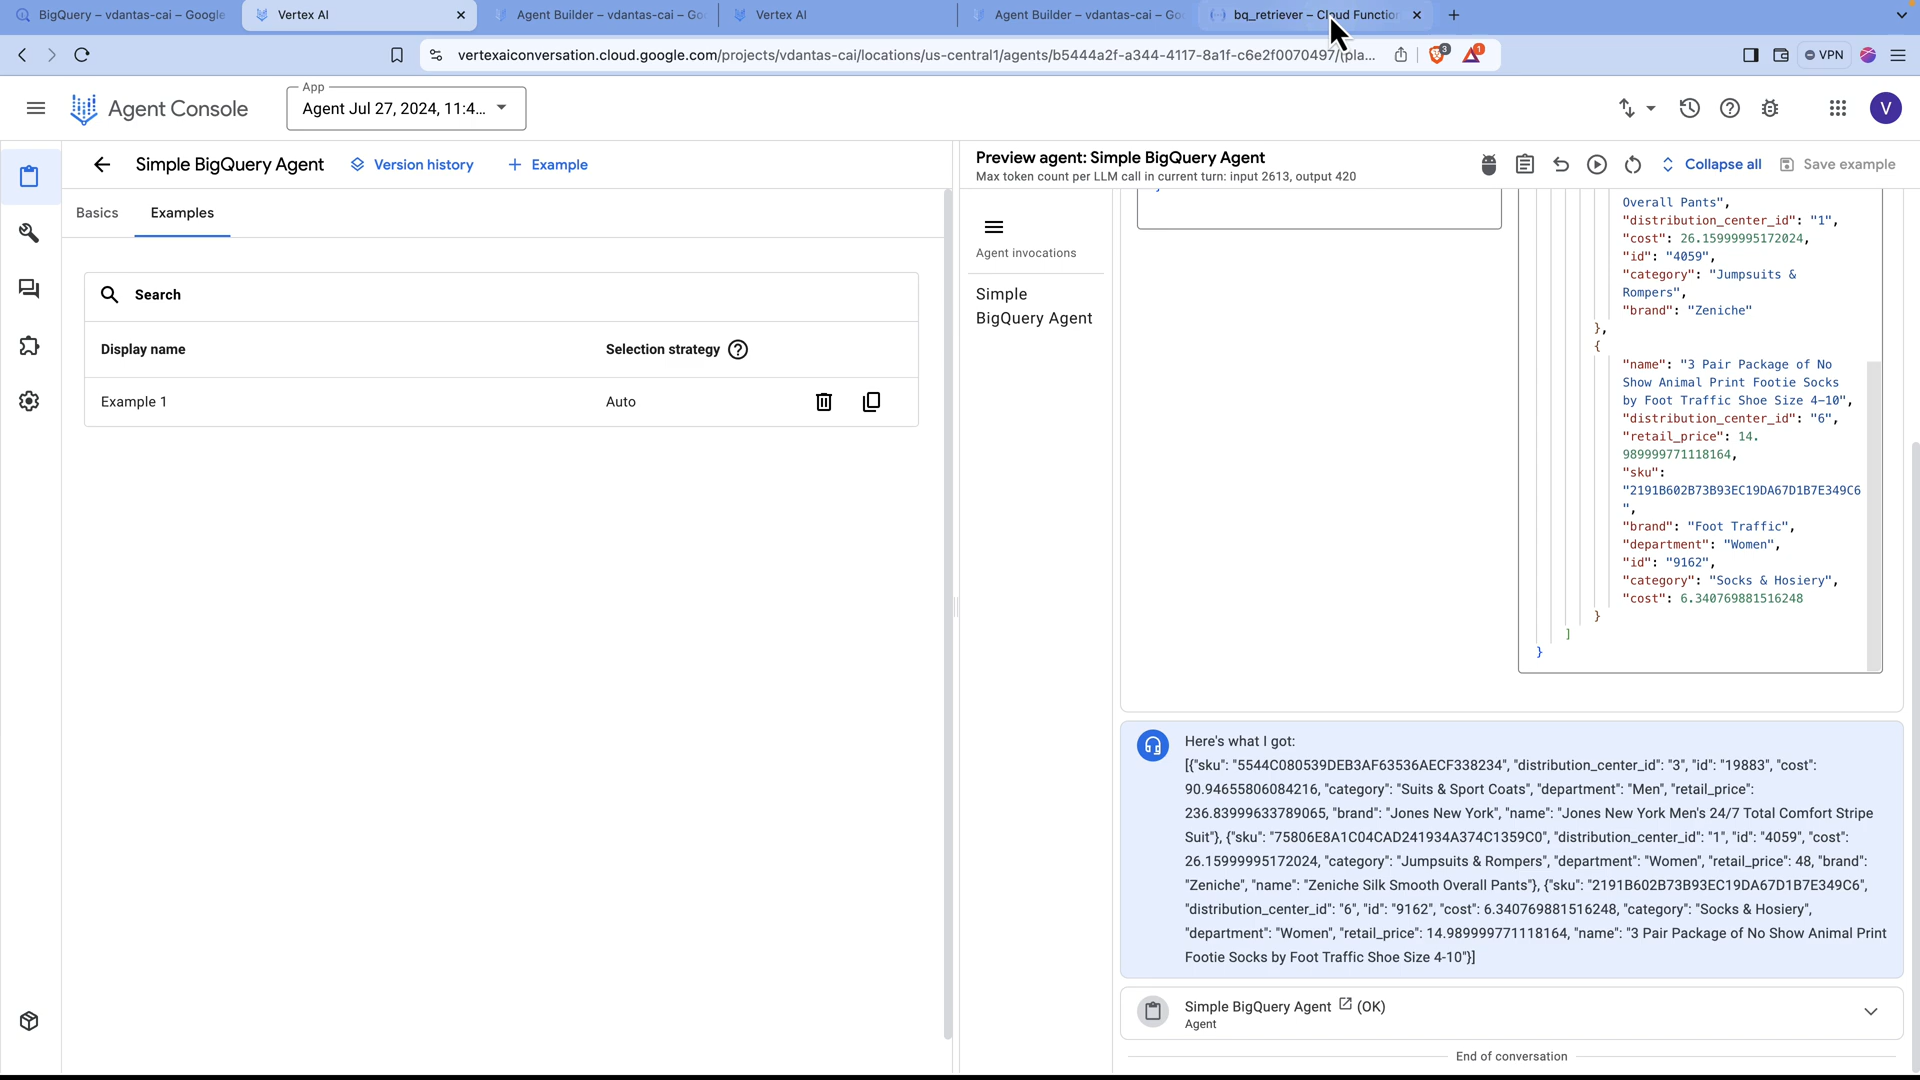 BigQuery – vdantas-cai – Google
Vertex AI
Agent Builder – vdantas-cai – Go
Vertex AI
Agent Builder – vdantas-cai – Go
bq_retriever – Cloud Function
vertexaiconversation.cloud.google.com/projects/vdantas-cai/locations/us-central1/agents/b5444a2f-a344-4117-8a1f-c6e2f0070497/(pla...
3
1
VPN
Agent Console
App
Agent Jul 27, 2024, 11:4...
V
Simple BigQuery Agent
Version history
+ Example
Preview agent: Simple BigQuery Agent
Max token count per LLM call in current turn: input 2613, output 420
Collapse all
Save example
Basics
Examples
Search
Display name
Selection strategy
Example 1
Auto
Agent invocations
Simple
BigQuery Agent
Overall Pants",
"distribution_center_id": "1",
"cost": 26.15999995172024,
"id": "4059",
"category": "Jumpsuits &
Rompers",
"brand": "Zeniche"
},
{
"name": "3 Pair Package of No
Show Animal Print Footie Socks
by Foot Traffic Shoe Size 4-10",
"distribution_center_id": "6",
"retail_price": 14.
989999771118164,
"sku":
"2191B602B73B93EC19DA67D1B7E349C6
",
"brand": "Foot Traffic",
"department": "Women",
"id": "9162",
"category": "Socks & Hosiery",
"cost": 6.340769881516248
}
]
}
Here's what I got:
[{"sku": "5544C080539DEB3AF63536AECF338234", "distribution_center_id": "3", "id": "19883", "cost":
90.94655806084216, "category": "Suits & Sport Coats", "department": "Men", "retail_price":
236.83999633789065, "brand": "Jones New York", "name": "Jones New York Men's 24/7 Total Comfort Stripe
Suit"}, {"sku": "75806E8A1C04CAD241934A374C1359C0", "distribution_center_id": "1", "id": "4059", "cost":
26.15999995172024, "category": "Jumpsuits & Rompers", "department": "Women", "retail_price": 48, "brand":
"Zeniche", "name": "Zeniche Silk Smooth Overall Pants"}, {"sku": "2191B602B73B93EC19DA67D1B7E349C6",
"distribution_center_id": "6", "id": "9162", "cost": 6.340769881516248, "category": "Socks & Hosiery",
"department": "Women", "retail_price": 14.989999771118164, "name": "3 Pair Package of No Show Animal Print
Footie Socks by Foot Traffic Shoe Size 4-10"}]
Simple BigQuery Agent (OK)
Agent
End of conversation